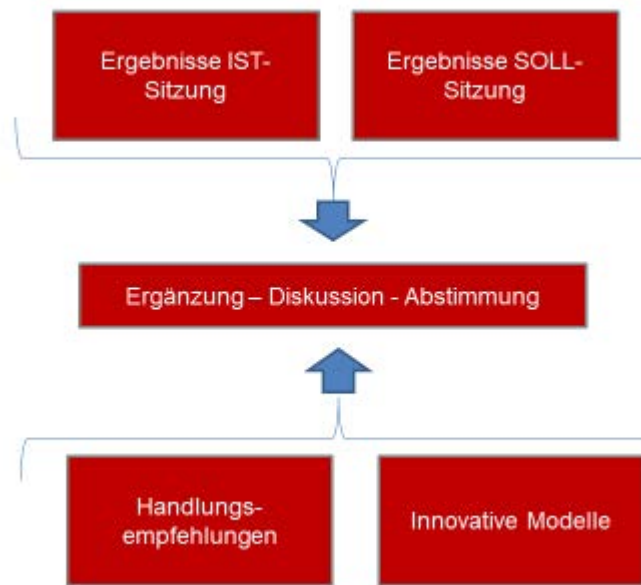 Ergebnisse IST-
Sitzung
Ergebnisse SOLL-
Sitzung
Ergänzung – Diskussion - Abstimmung
Handlungs-
empfehlungen
Innovative Modelle